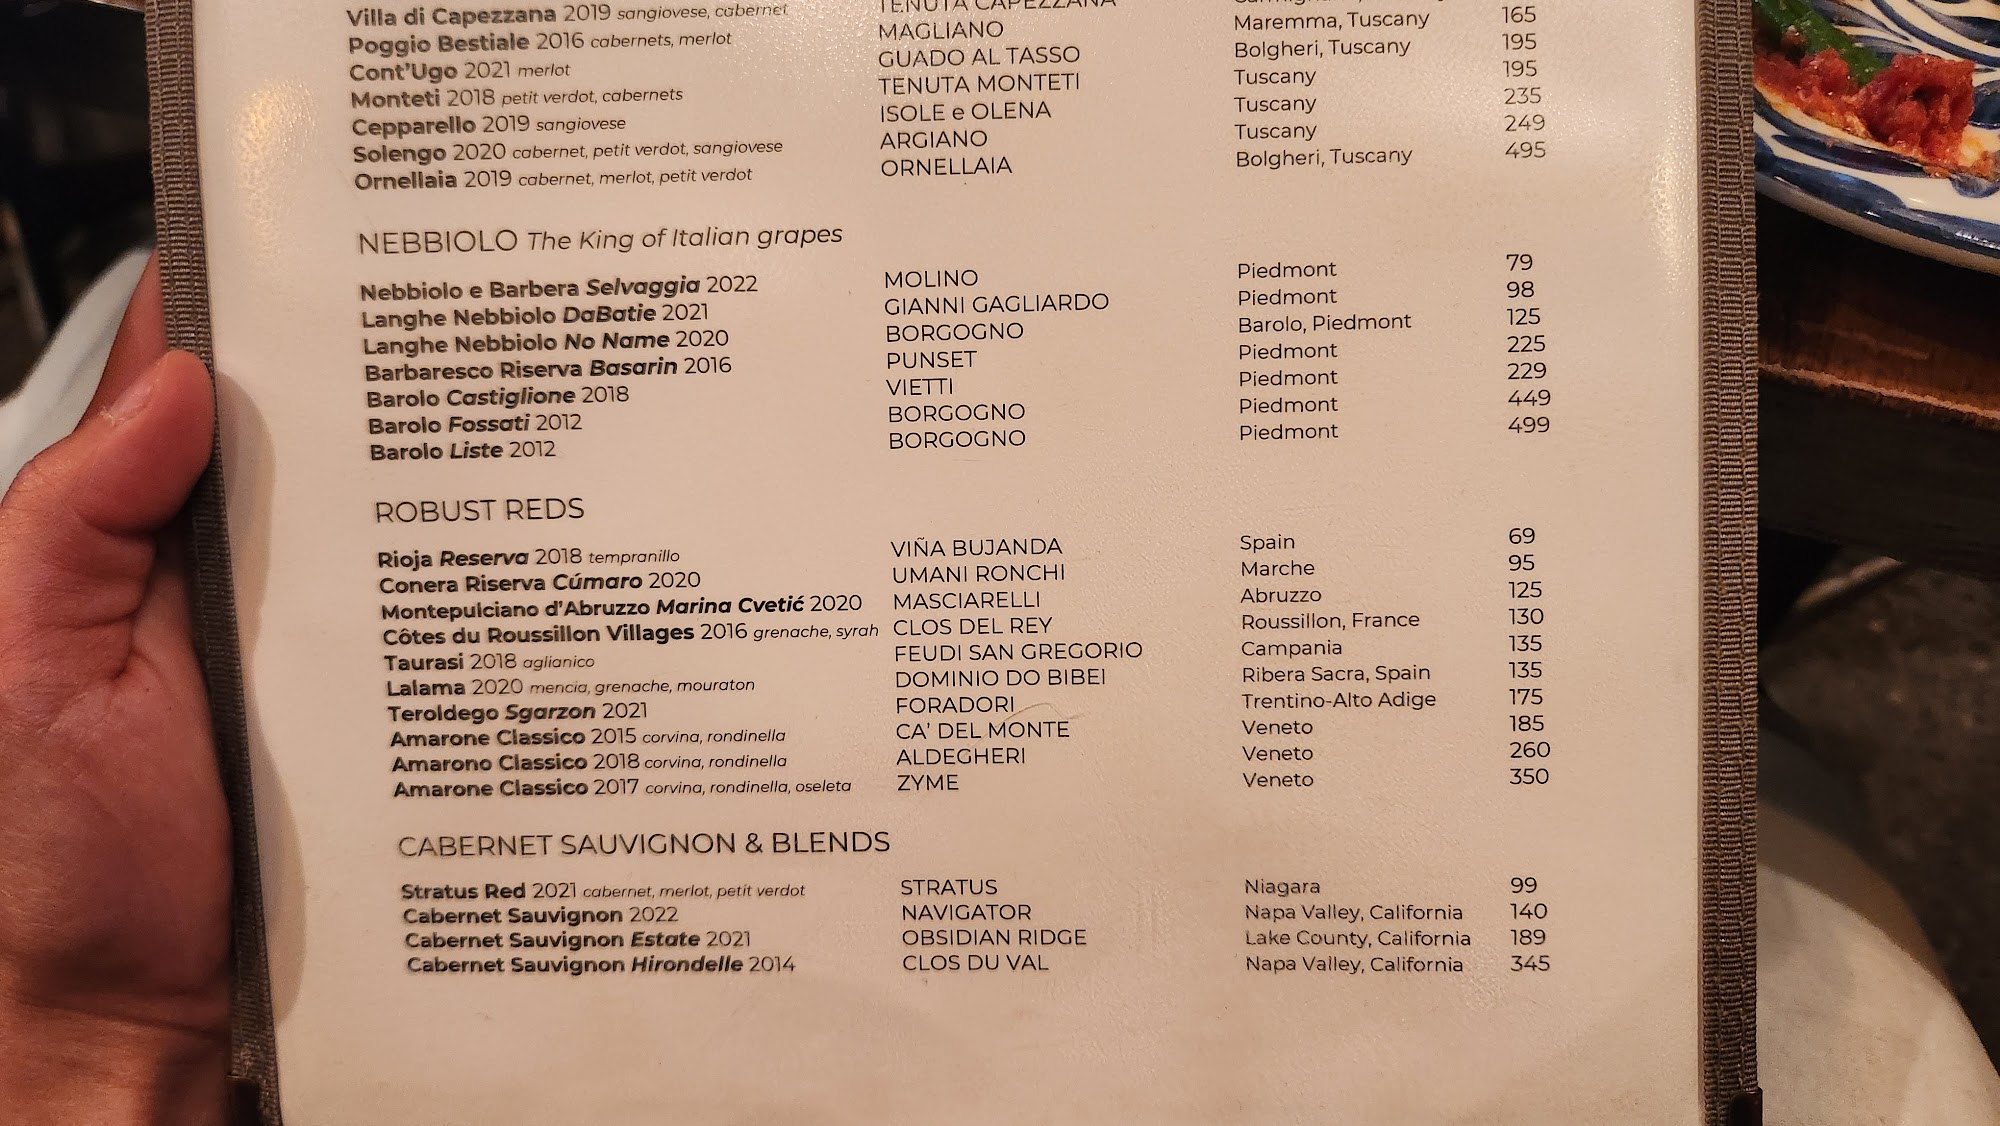 Villa di Capezzana 2019 sangiovese, cabernet TENUTA CAPEZZANA
Poggio Bestiale 2016 cabernets, merlot MAGLIANO Maremma, Tuscany 165
Cont'Ugo 2021 merlot GUADO AL TASSO Bolgheri, Tuscany 195
Monteti 2018 petit verdot, cabernets TENUTA MONTETI Tuscany 195
Cepparello 2019 sangiovese ISOLE e OLENA Tuscany 235
Solengo 2020 cabernet, petit verdot, sangiovese ARGIANO Tuscany 249
Ornellaia 2019 cabernet, merlot, petit verdot ORNELLAIA Bolgheri, Tuscany 495
NEBBIOLO The King of Italian grapes
Nebbiolo e Barbera Selvaggia 2022 MOLINO Piedmont 79
Langhe Nebbiolo DaBatie 2021 GIANNI GAGLIARDO Piedmont 98
Langhe Nebbiolo No Name 2020 BORGOGNO Barolo, Piedmont 125
Barbaresco Riserva Basarin 2016 PUNSET Piedmont 225
Barolo Castiglione 2018 VIETTI Piedmont 229
Barolo Fossati 2012 BORGOGNO Piedmont 449
Barolo Liste 2012 BORGOGNO Piedmont 499
ROBUST REDS
Rioja Reserva 2018 tempranillo VIÑA BUJANDA Spain 69
Conera Riserva Cúmaro 2020 UMANI RONCHI Marche 95
Montepulciano d'Abruzzo Marina Cvetić 2020 MASCIARELLI Abruzzo 125
Côtes du Roussillon Villages 2016 grenache, syrah CLOS DEL REY Roussillon, France 130
Taurasi 2018 aglianico FEUDI SAN GREGORIO Campania 135
Lalama 2020 mencia, grenache, mouraton DOMINIO DO BIBEI Ribera Sacra, Spain 135
Teroldego Sgarzon 2021 FORADORI Trentino-Alto Adige 175
Amarone Classico 2015 corvina, rondinella CA' DEL MONTE Veneto 185
Amarono Classico 2018 corvina, rondinella ALDEGHERI Veneto 260
Amarone Classico 2017 corvina, rondinella, oseleta ZYME Veneto 350
CABERNET SAUVIGNON & BLENDS
Stratus Red 2021 cabernet, merlot, petit verdot STRATUS Niagara 99
Cabernet Sauvignon 2022 NAVIGATOR Napa Valley, California 140
Cabernet Sauvignon Estate 2021 OBSIDIAN RIDGE Lake County, California 189
Cabernet Sauvignon Hirondelle 2014 CLOS DU VAL Napa Valley, California 345